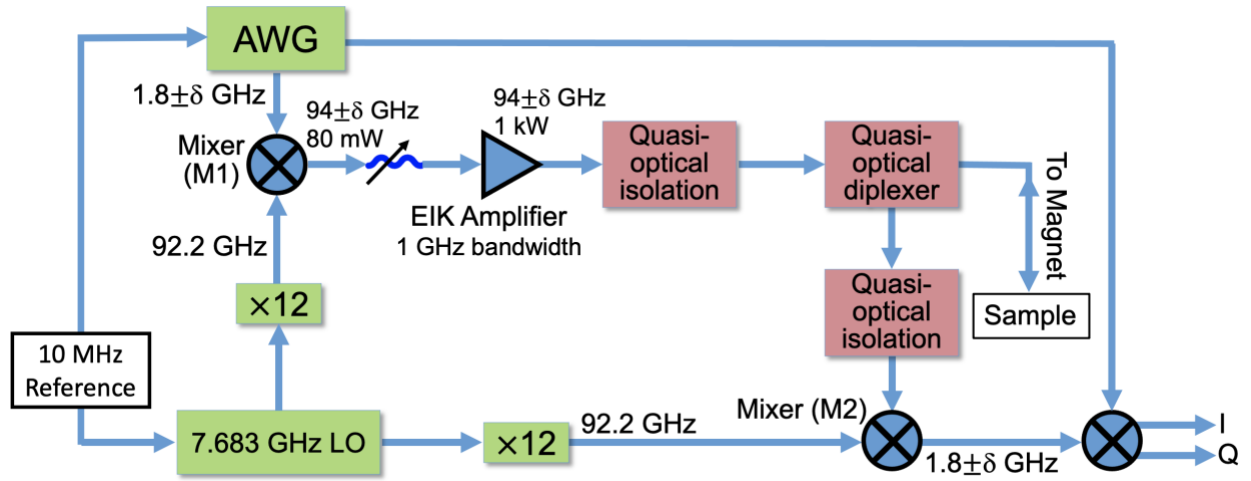 AWG
1.8±δ GHz
94±δ GHz
80 mW
94±δ GHz
1 kW
Mixer
(M1)
Quasi-
optical
isolation
Quasi-
optical
diplexer
To Magnet
EIK Amplifier
1 GHz bandwidth
92.2 GHz
×12
Quasi-
optical
isolation
Sample
10 MHz
Reference
7.683 GHz LO
×12
92.2 GHz
Mixer (M2)
1.8±δ GHz
I
Q